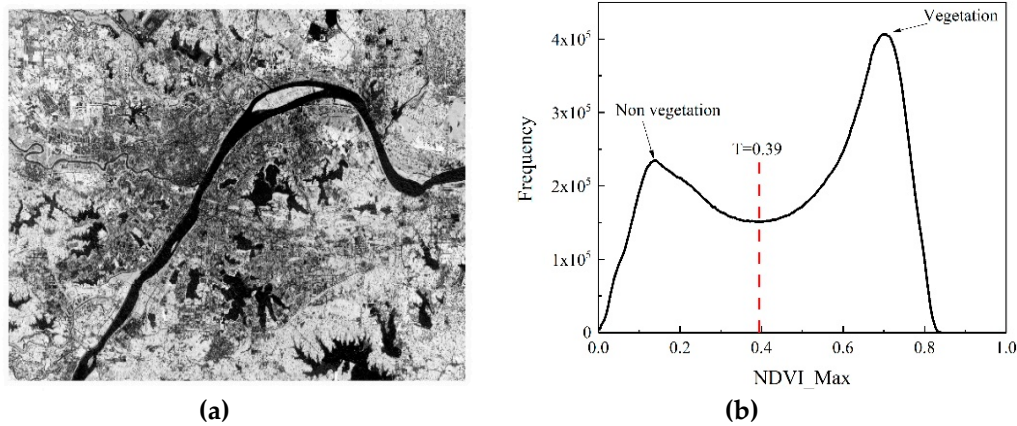 Vegetation
Non vegetation
T=0.39
Frequency
4x10⁵
3x10⁵
2x10⁵
1x10⁵
0
0.0 0.2 0.4 0.6 0.8 1.0
NDVI_Max
(a) (b)